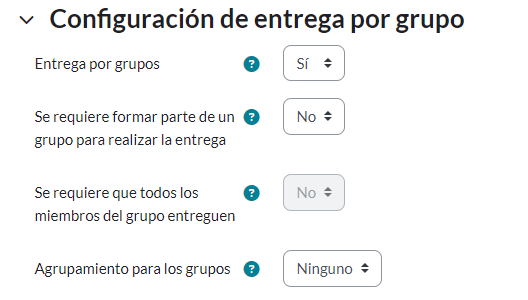 Configuración de entrega por grupo
Entrega por grupos ? Sí
Se requiere formar parte de un ? No
grupo para realizar la entrega
Se requiere que todos los ? No
miembros del grupo entreguen
Agrupamiento para los grupos ? Ninguno